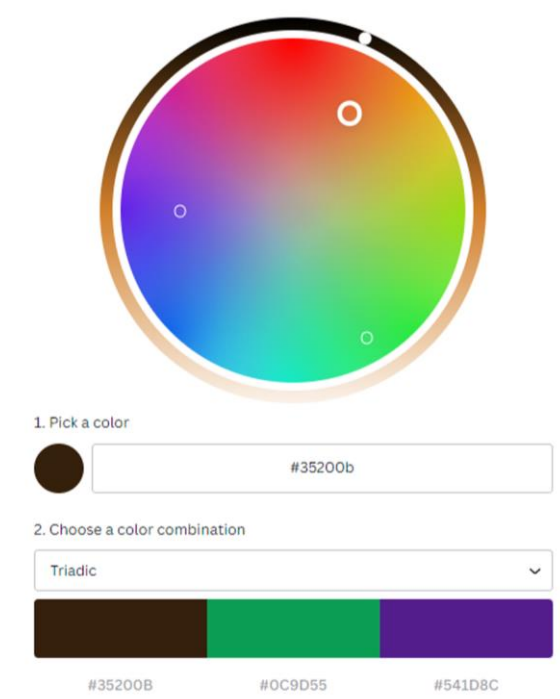 1. Pick a color
#35200b
2. Choose a color combination
Triadic
#35200B #0C9D55 #541D8C